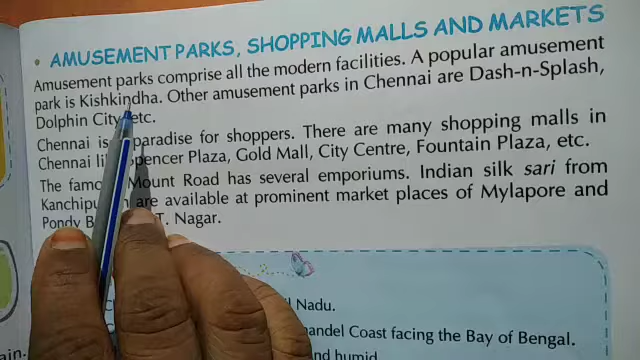 • AMUSEMENT PARKS, SHOPPING MALLS AND MARKETS
Amusement parks comprise all the modern facilities. A popular amusement
park is Kishkindha. Other amusement parks in Chennai are Dash-n-Splash,
Dolphin City etc.
Chennai is paradise for shoppers. There are many shopping malls in
Chennai Spencer Plaza, Gold Mall, City Centre, Fountain Plaza, etc.
The Mount Road has several emporiums. Indian silk sari from
are available at prominent market places of Mylapore and
Pondy T. Nagar.
Nadu.
Coast facing the Bay of Bengal.
and humid